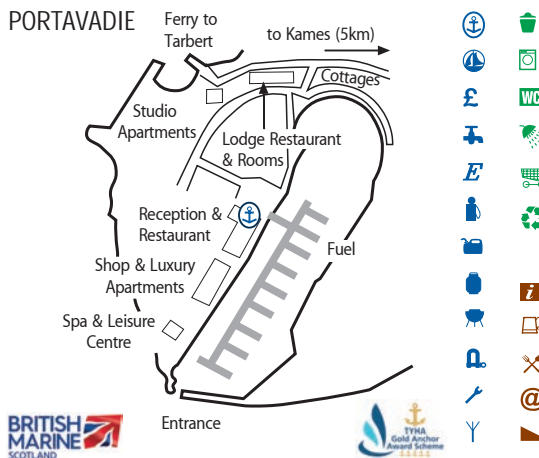 PORTAVADIE
Ferry to
Tarbert
to Kames (5km)
Cottages
Studio
Apartments
Lodge Restaurant
& Rooms
Reception &
Restaurant
Fuel
Shop & Luxury
Apartments
Spa & Leisure
Centre
Entrance
BRITISH
MARINE
SCOTLAND
TYHA
Gold Anchor
Award Scheme
£
E
WC
i
@